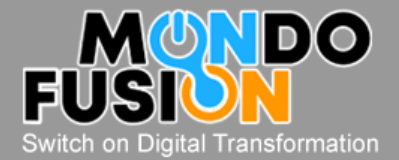 MONDO
FUSION
Switch on Digital Transformation